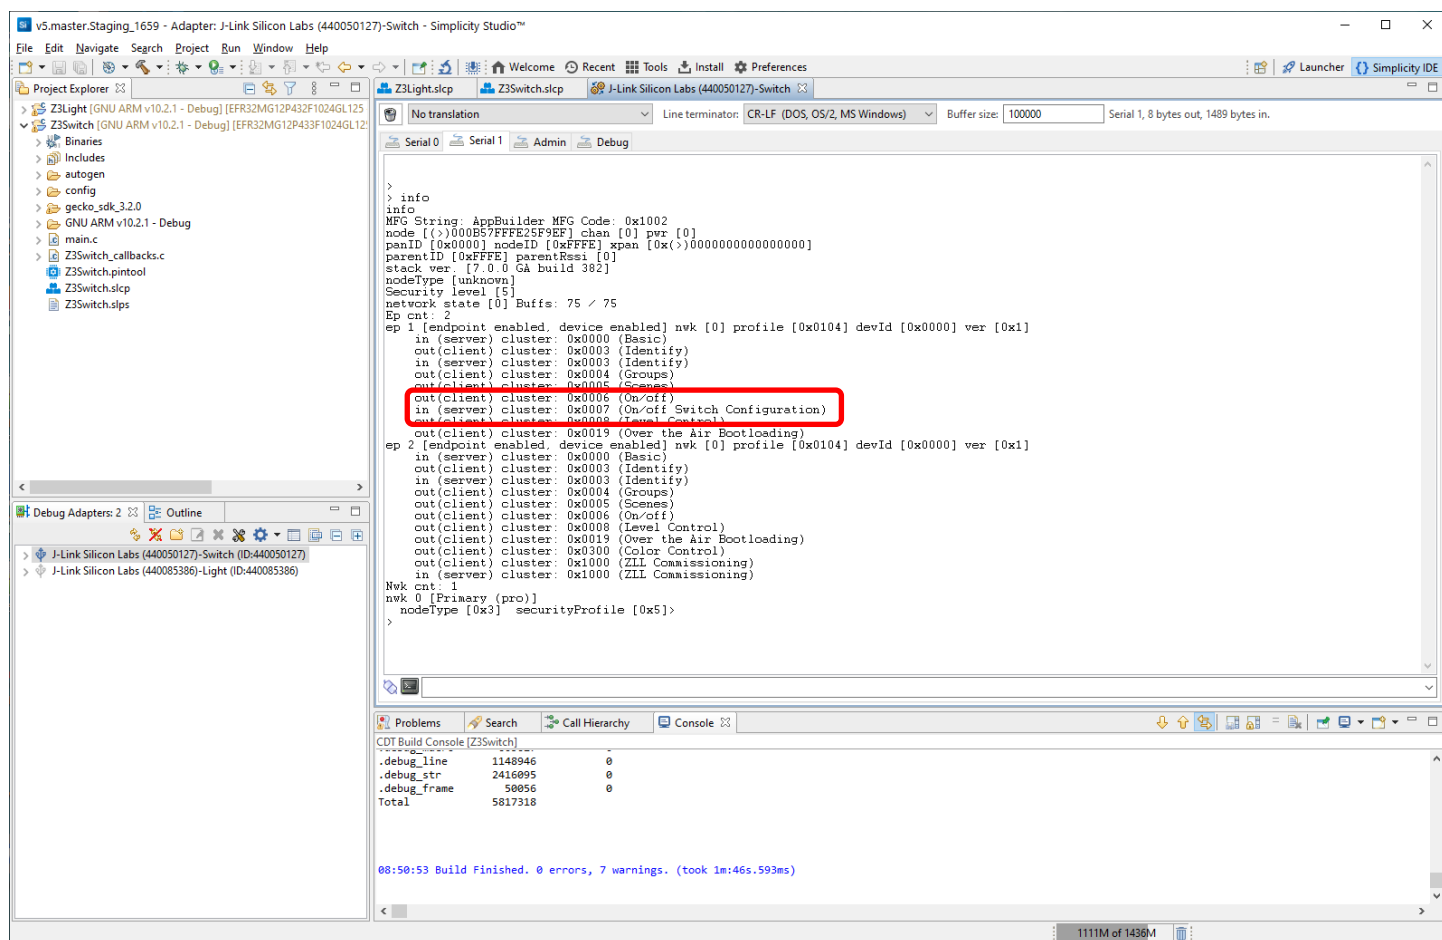 v5.master.Staging_1659 - Adapter: J-Link Silicon Labs (440050127)-Switch - Simplicity Studio™
File Edit Navigate Search Project Run Window Help
Welcome Recent Tools Install Preferences
Launcher Simplicity IDE
Project Explorer
Z3Light [GNU ARM v10.2.1 - Debug] [EFR32MG12P432F1024GL125
Z3Switch [GNU ARM v10.2.1 - Debug] [EFR32MG12P433F1024GL12
Binaries
Includes
autogen
config
gecko_sdk_3.2.0
GNU ARM v10.2.1 - Debug
main.c
Z3Switch_callbacks.c
Z3Switch.pintool
Z3Switch.slcp
Z3Switch.slps
Debug Adapters: 2 Outline
J-Link Silicon Labs (440050127)-Switch (ID:440050127)
J-Link Silicon Labs (440085386)-Light (ID:440085386)
Z3Light.slcp Z3Switch.slcp J-Link Silicon Labs (440050127)-Switch
No translation Line terminator: CR-LF (DOS, OS/2, MS Windows) Buffer size: 100000 Serial 1, 8 bytes out, 1489 bytes in.
Serial 0 Serial 1 Admin Debug
>
> info
info
MFG String: AppBuilder MFG Code: 0x1002
node [(>)000B57FFFE25F9EF] chan [0] pwr [0]
panID [0x0000] nodeID [0xFFFE] xpan [0x(>)0000000000000000]
parentID [0xFFFE] parentRssi [0]
stack ver. [7.0.0 GA build 382]
nodeType [unknown]
Security level [5]
network state [0] Buffs: 75 / 75
Ep cnt: 2
ep 1 [endpoint enabled, device enabled] nwk [0] profile [0x0104] devId [0x0000] ver [0x1]
in (server) cluster: 0x0000 (Basic)
out(client) cluster: 0x0003 (Identify)
in (server) cluster: 0x0003 (Identify)
out(client) cluster: 0x0004 (Groups)
out(client) cluster: 0x0005 (Scenes)
out(client) cluster: 0x0006 (On/off)
in (server) cluster: 0x0007 (On/off Switch Configuration)
out(client) cluster: 0x0008 (Level Control)
out(client) cluster: 0x0019 (Over the Air Bootloading)
ep 2 [endpoint enabled, device enabled] nwk [0] profile [0x0104] devId [0x0000] ver [0x1]
in (server) cluster: 0x0000 (Basic)
out(client) cluster: 0x0003 (Identify)
in (server) cluster: 0x0003 (Identify)
out(client) cluster: 0x0004 (Groups)
out(client) cluster: 0x0005 (Scenes)
out(client) cluster: 0x0006 (On/off)
out(client) cluster: 0x0008 (Level Control)
out(client) cluster: 0x0019 (Over the Air Bootloading)
out(client) cluster: 0x0300 (Color Control)
out(client) cluster: 0x1000 (ZLL Commissioning)
in (server) cluster: 0x1000 (ZLL Commissioning)
Nwk cnt: 1
nwk 0 [Primary (pro)]
nodeType [0x3] securityProfile [0x5]>
>
Problems Search Call Hierarchy Console
CDT Build Console [Z3Switch]
.debug_line 1148946 0
.debug_str 2416095 0
.debug_frame 50056 0
Total 5817318
08:50:53 Build Finished. 0 errors, 7 warnings. (took 1m:46s.593ms)
1111M of 1436M